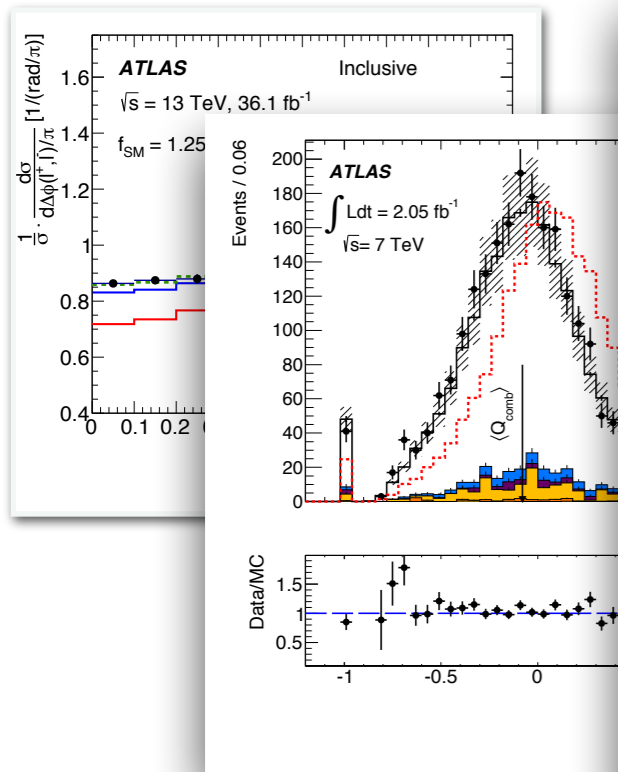 ATLAS Inclusive
√s = 13 TeV, 36.1 fb⁻¹
f_SM = 1.25
1/σ · dσ/dΔφ(l⁺,l⁻)/π [1/(rad/π)]
1.6
1.4
1.2
1
0.8
0.6
0.4
0 0.1 0.2
ATLAS
∫ Ldt = 2.05 fb⁻¹
√s= 7 TeV
Events / 0.06
200
180
160
140
120
100
80
60
40
20
0
⟨Q_comb⟩
Data/MC
1.5
1
0.5
-1 -0.5 0